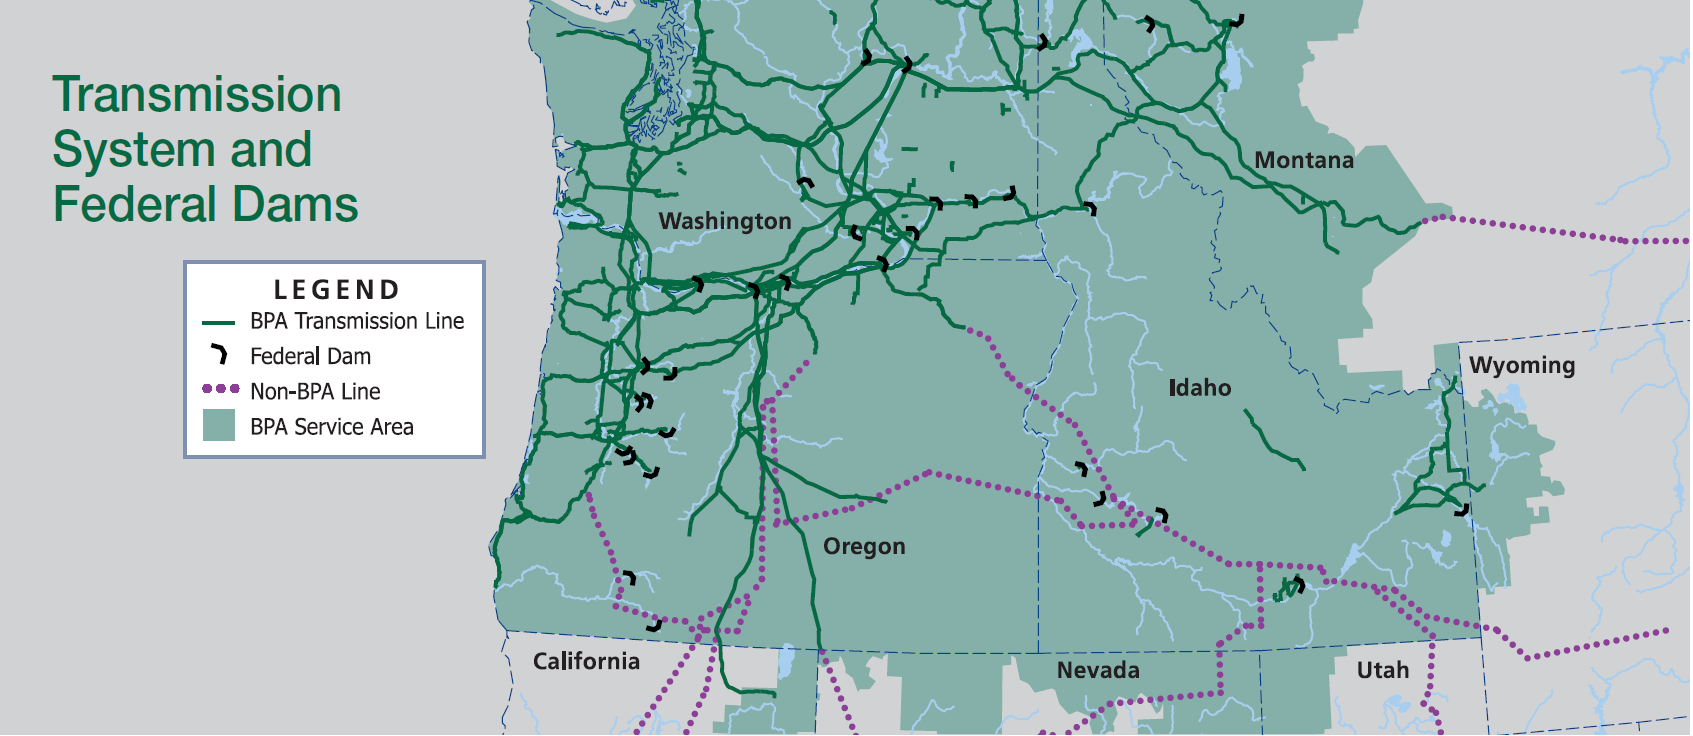 Transmission
System and
Federal Dams
LEGEND
BPA Transmission Line
Federal Dam
Non-BPA Line
BPA Service Area
Washington
Montana
Wyoming
Idaho
Oregon
California
Nevada
Utah